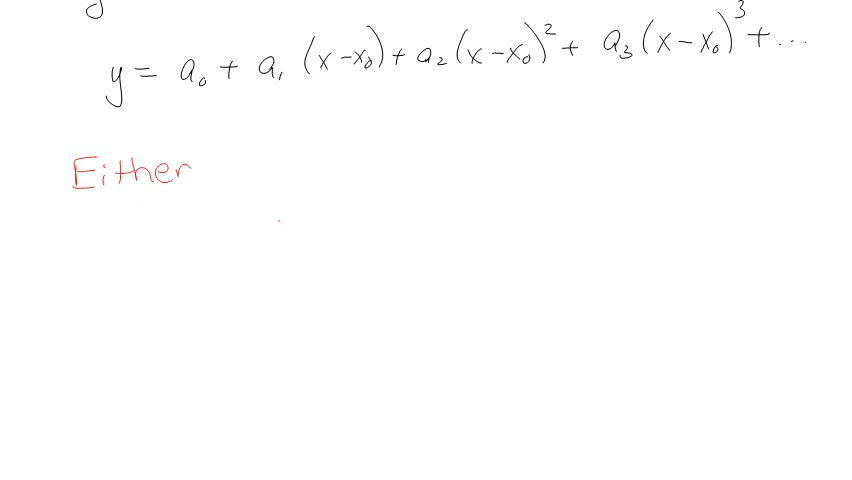 y = a₀ + a₁ (x-x₀) + a₂ (x-x₀)² + a₃ (x-x₀)³ + ...
Either